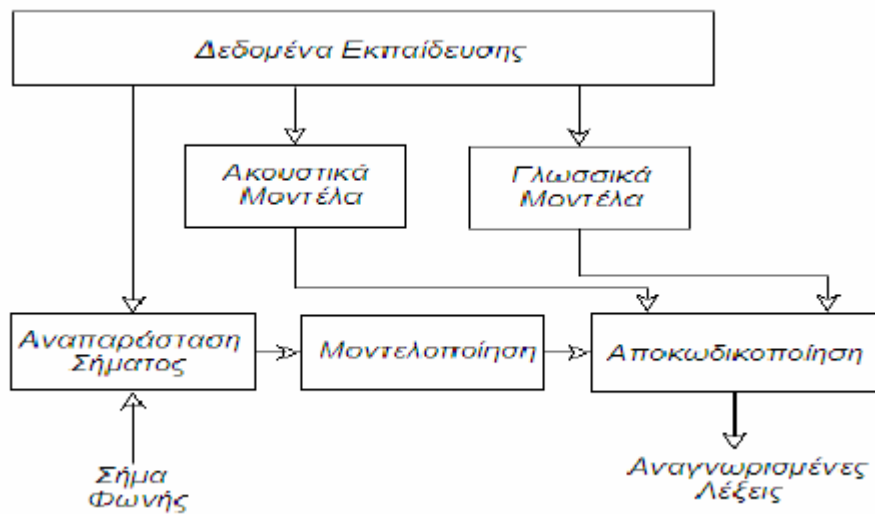 Δεδομένα Εκπαίδευσης
Ακουστικά
Μοντέλα
Γλωσσικά
Μοντέλα
Αναπαράσταση
Σήματος
Μοντελοποίηση
Αποκωδικοποίηση
Σήμα
Φωνής
Αναγνωρισμένες
Λέξεις